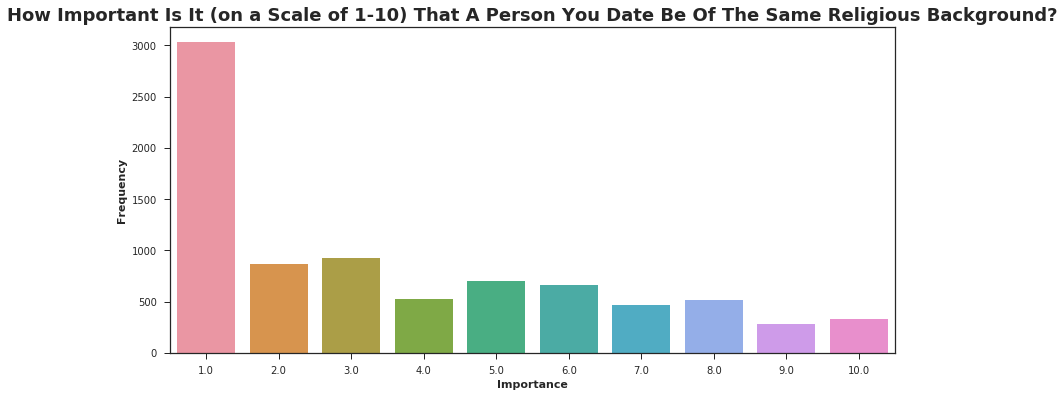 How Important Is It (on a Scale of 1-10) That A Person You Date Be Of The Same Religious Background?
3000
2500
2000
1500
1000
500
0
Frequency
1.0 2.0 3.0 4.0 5.0 6.0 7.0 8.0 9.0 10.0
Importance